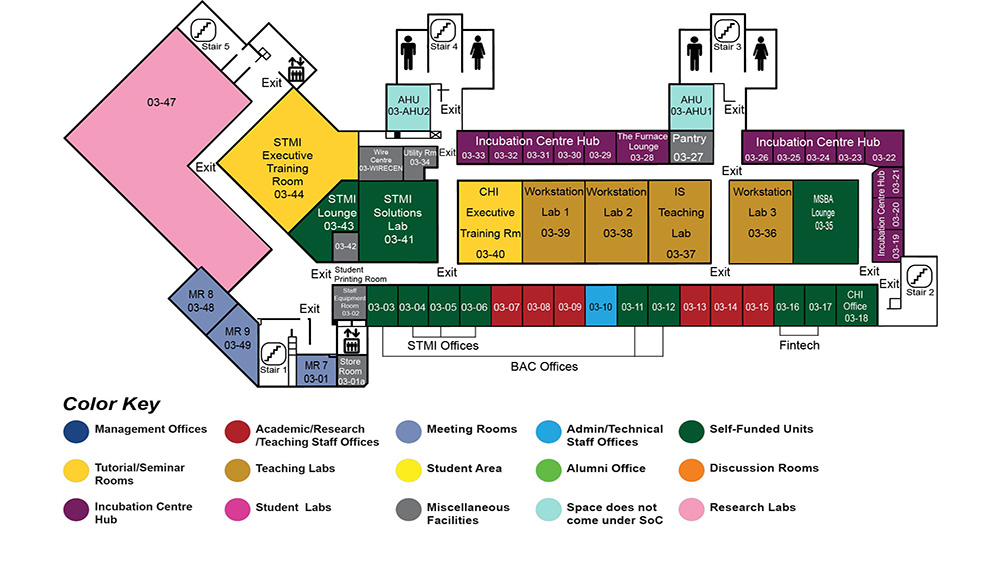 Stair 5
Exit
03-47
Exit
STMI
Executive
Training
Room
03-44
Stair 4
Exit
AHU
03-AHU2
Wire
Centre
03-WIRECEN
Utility Rm
03-34
Exit
STMI
Lounge
03-43
03-42
STMI
Solutions
Lab
03-41
Incubation Centre Hub
03-33
03-32
03-31
03-30
03-29
The Furnace
Lounge
03-28
Stair 3
Exit
AHU
03-AHU1
Pantry
03-27
Incubation Centre Hub
03-26
03-25
03-24
03-23
03-22
Exit
Incubation Centre Hub
03-21
03-20
03-19
CHI
Executive
Training Rm
03-40
Workstation
Lab 1
03-39
Workstation
Lab 2
03-38
IS
Teaching
Lab
03-37
Workstation
Lab 3
03-36
MSBA
Lounge
03-35
Exit
Student
Printing Room
Exit
Exit
Exit
Exit
Stair 2
MR 8
03-48
MR 9
03-49
Exit
Stair 1
MR 7
03-01
Staff
Equipment
Room
03-02
Store
Room
03-01a
03-03
03-04
03-05
03-06
03-07
03-08
03-09
03-10
03-11
03-12
03-13
03-14
03-15
03-16
03-17
CHI
Office
03-18
STMI Offices
BAC Offices
Fintech
Color Key
Management Offices
Academic/Research
/Teaching Staff Offices
Meeting Rooms
Admin/Technical
Staff Offices
Self-Funded Units
Tutorial/Seminar
Rooms
Teaching Labs
Student Area
Alumni Office
Discussion Rooms
Incubation Centre
Hub
Student Labs
Miscellaneous
Facilities
Space does not
come under SoC
Research Labs